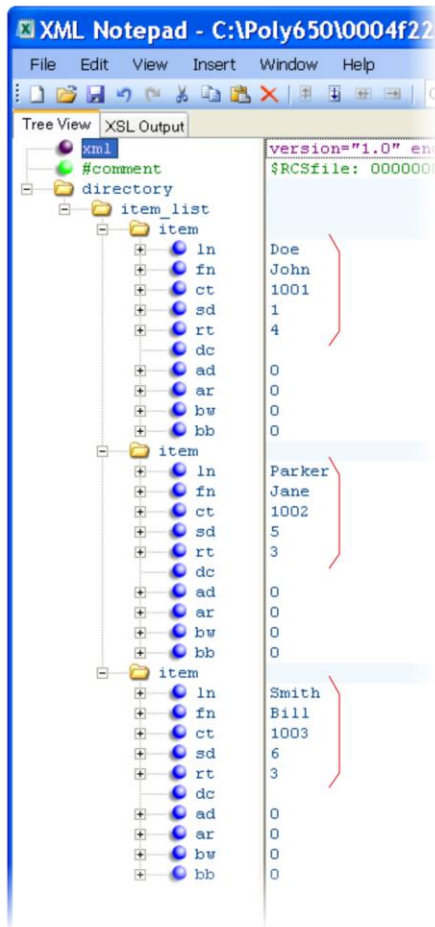 XML Notepad - C:\Poly650\0004f22
File Edit View Insert Window Help
Tree View XSL Output
xml version="1.0" en
#comment $RCSfile: 0000000
directory
item_list
item
ln Doe
fn John
ct 1001
sd 1
rt 4
dc
ad 0
ar 0
bw 0
bb 0
item
ln Parker
fn Jane
ct 1002
sd 5
rt 3
dc
ad 0
ar 0
bw 0
bb 0
item
ln Smith
fn Bill
ct 1003
sd 6
rt 3
dc
ad 0
ar 0
bw 0
bb 0